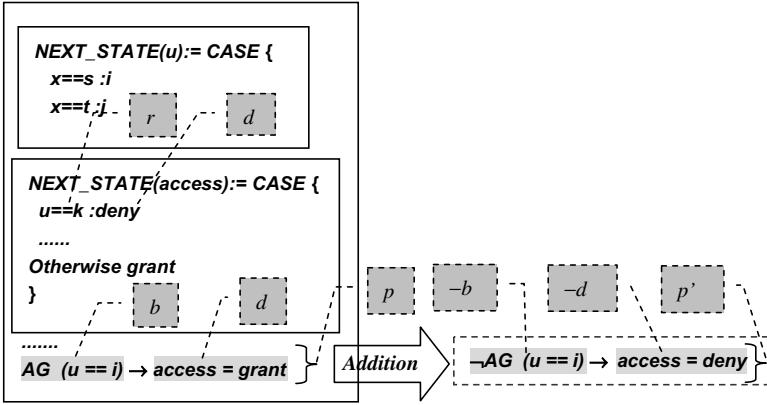 NEXT_STATE(u):= CASE {
x==s :i
x==t :j
r
d
NEXT_STATE(access):= CASE {
u==k :deny
......
Otherwise grant
}
b
d
p
–b
–d
p’
.......
AG (u == i) → access = grant
}
Addition
¬AG (u == i) → access = deny
}